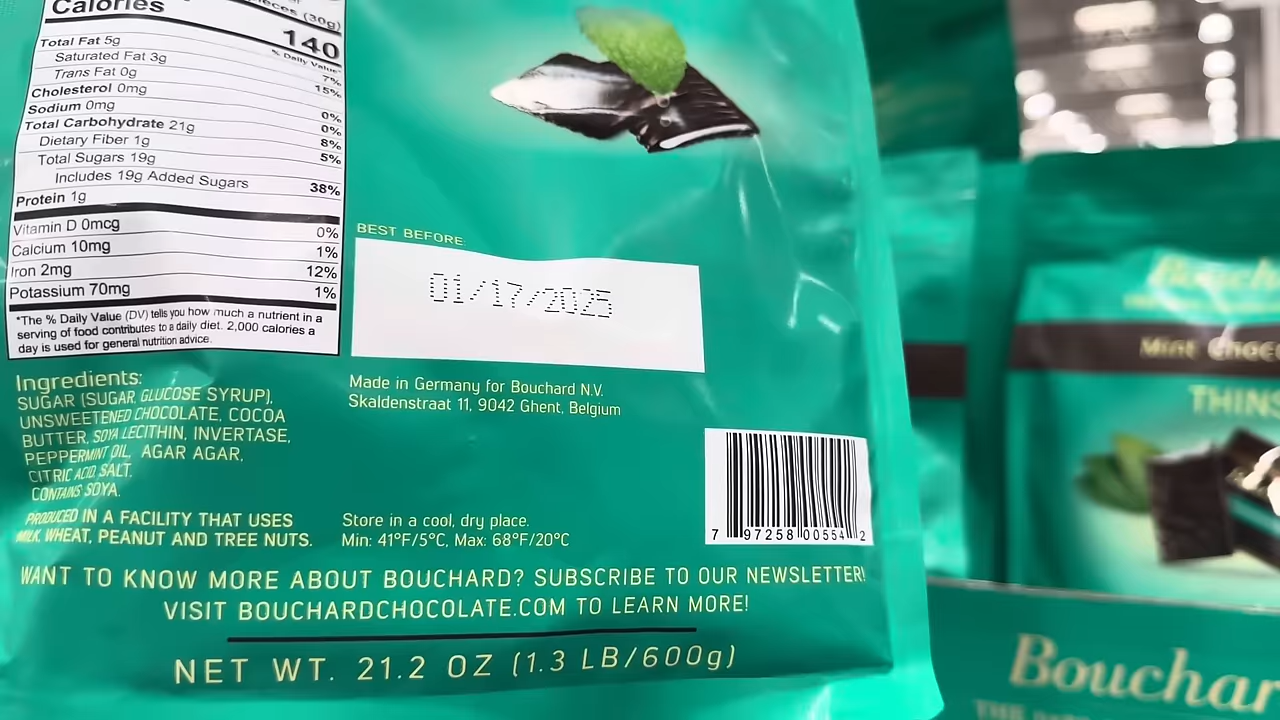 pieces (30g)
Calories
140
% Daily Value*
Total Fat 5g 7%
Saturated Fat 3g 15%
Trans Fat 0g
Cholesterol 0mg 0%
Sodium 0mg 0%
Total Carbohydrate 21g 8%
Dietary Fiber 1g 5%
Total Sugars 19g
Includes 19g Added Sugars 38%
Protein 1g
Vitamin D 0mcg 0%
Calcium 10mg 1%
Iron 2mg 12%
Potassium 70mg 1%
*The % Daily Value (DV) tells you how much a nutrient in a
serving of food contributes to a daily diet. 2,000 calories a
day is used for general nutrition advice.
BEST BEFORE:
01/17/2025
Ingredients:
SUGAR (SUGAR, GLUCOSE SYRUP),
UNSWEETENED CHOCOLATE, COCOA
BUTTER, SOYA LECITHIN, INVERTASE,
PEPPERMINT OIL, AGAR AGAR,
CITRIC ACID, SALT.
CONTAINS SOYA.
PRODUCED IN A FACILITY THAT USES
MILK, WHEAT, PEANUT AND TREE NUTS.
Made in Germany for Bouchard N.V.
Skaldenstraat 11, 9042 Ghent, Belgium
Store in a cool, dry place.
Min: 41°F/5°C, Max: 68°F/20°C
7 97258 00554 2
WANT TO KNOW MORE ABOUT BOUCHARD? SUBSCRIBE TO OUR NEWSLETTER!
VISIT BOUCHARDCHOCOLATE.COM TO LEARN MORE!
NET WT. 21.2 OZ (1.3 LB/600g)
Bouch
Mint Choc
THINS
Bouchar